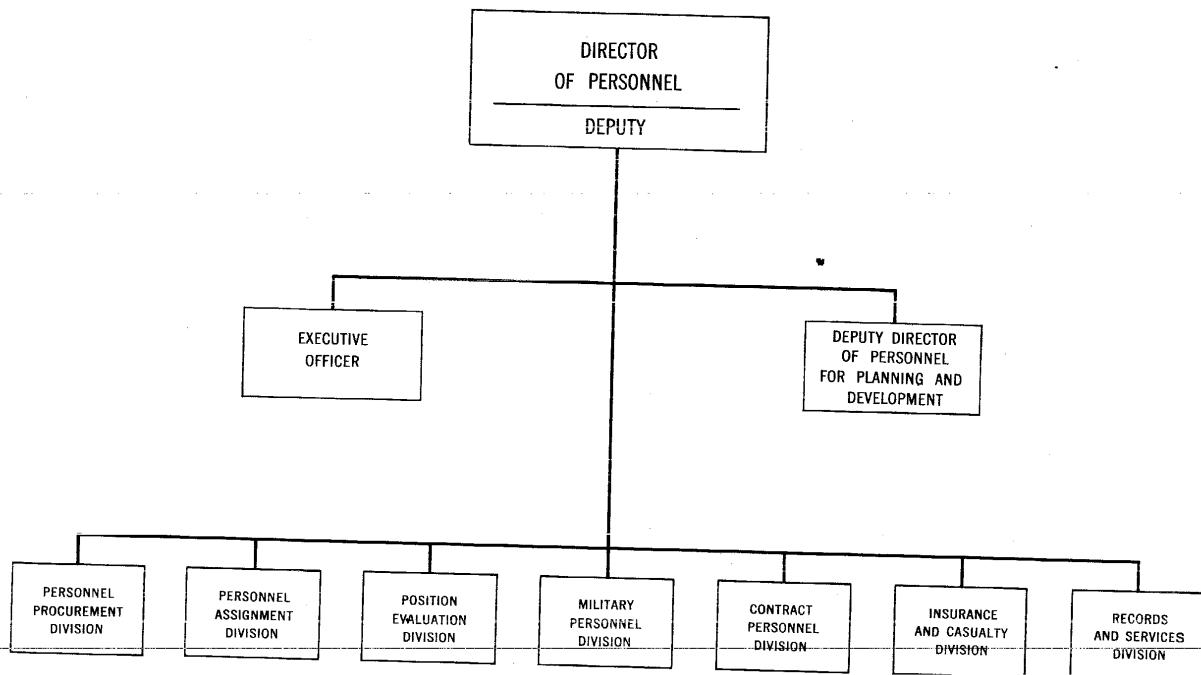 DIRECTOR
OF PERSONNEL
DEPUTY
EXECUTIVE
OFFICER
DEPUTY DIRECTOR
OF PERSONNEL
FOR PLANNING AND
DEVELOPMENT
PERSONNEL
PROCUREMENT
DIVISION
PERSONNEL
ASSIGNMENT
DIVISION
POSITION
EVALUATION
DIVISION
MILITARY
PERSONNEL
DIVISION
CONTRACT
PERSONNEL
DIVISION
INSURANCE
AND CASUALTY
DIVISION
RECORDS
AND SERVICES
DIVISION